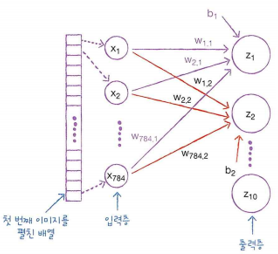 b₁
x₁
w₁,₁
z₁
w₂,₁
x₂
w₁,₂
w₂,₂
z₂
w₇₈₄,₁
x₇₈₄
w₇₈₄,₂
b₂
z₁₀
첫 번째 이미지를
펼친 배열
입력층
출력층